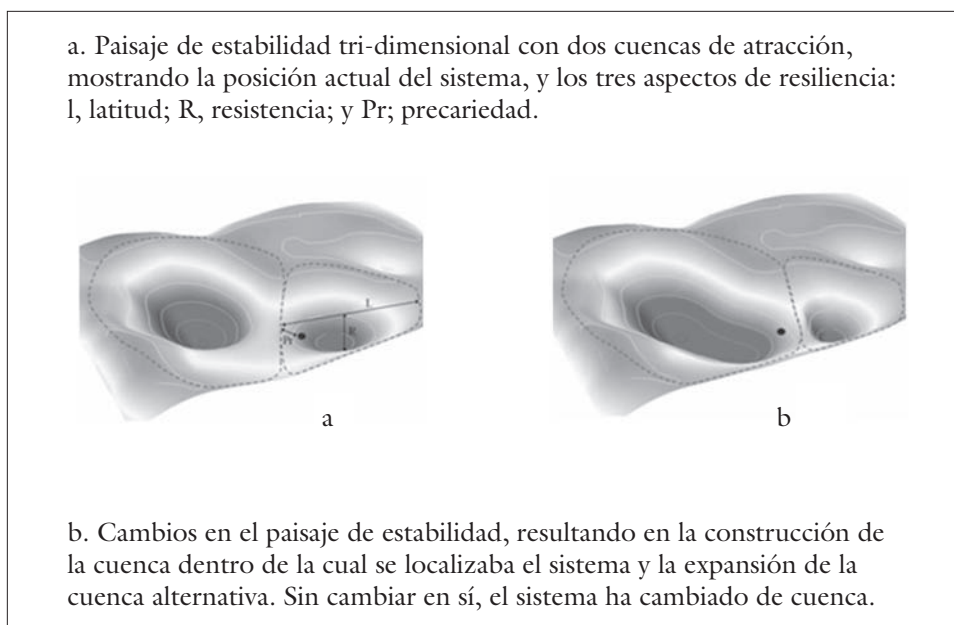 a. Paisaje de estabilidad tri-dimensional con dos cuencas de atracción,
mostrando la posición actual del sistema, y los tres aspectos de resiliencia:
l, latitud; R, resistencia; y Pr; precariedad.
L
R
Pr
a
b
b. Cambios en el paisaje de estabilidad, resultando en la construcción de
la cuenca dentro de la cual se localizaba el sistema y la expansión de la
cuenca alternativa. Sin cambiar en sí, el sistema ha cambiado de cuenca.